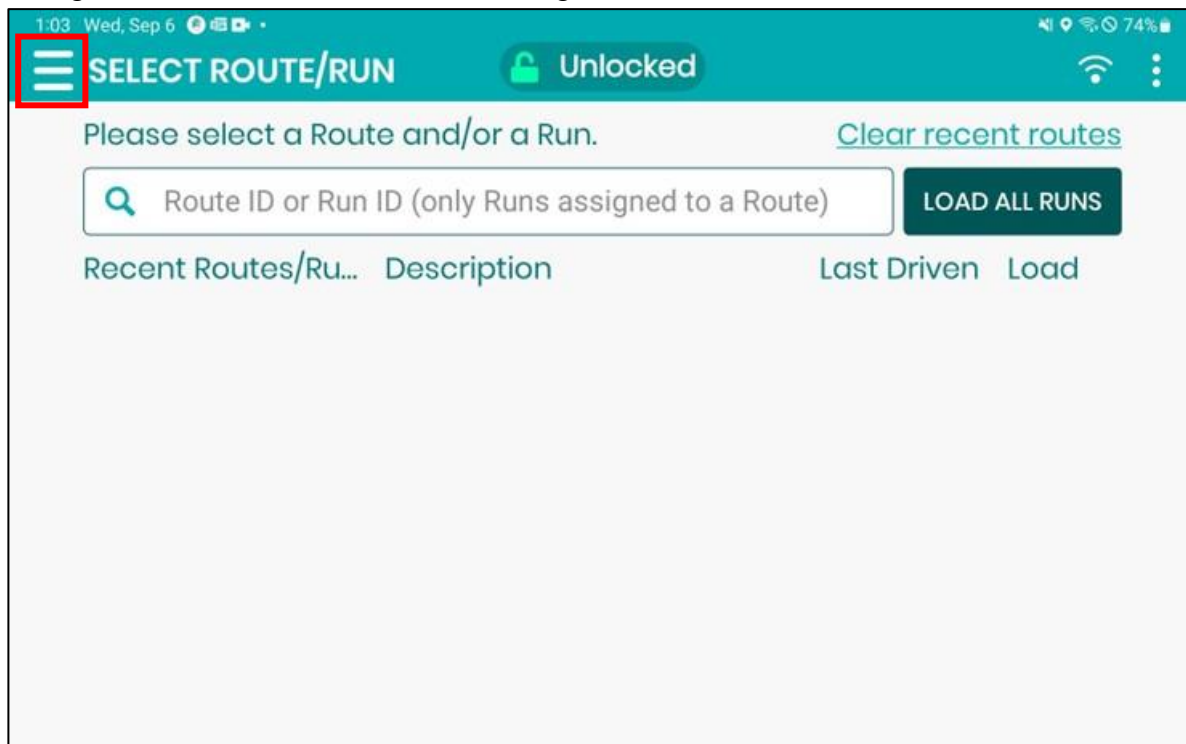 1:03 Wed, Sep 6 74%
SELECT ROUTE/RUN Unlocked
Please select a Route and/or a Run. Clear recent routes
Route ID or Run ID (only Runs assigned to a Route) LOAD ALL RUNS
Recent Routes/Ru... Description Last Driven Load